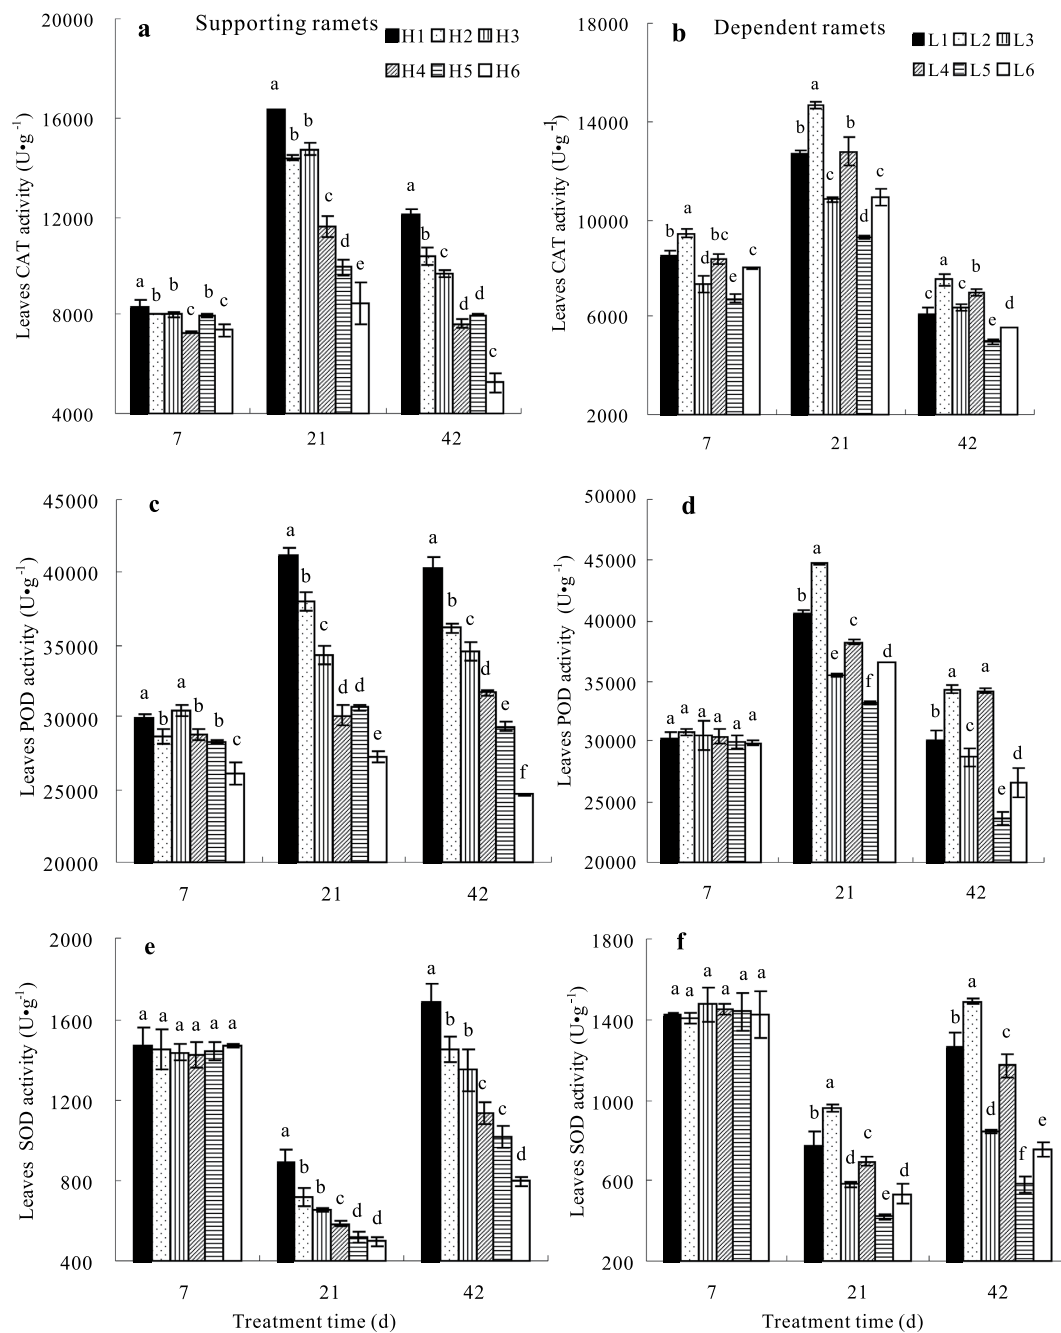 a Supporting ramets
H1 H2 H3
H4 H5 H6
20000
16000
12000
8000
4000
Leaves CAT activity (U•g⁻¹)
a b b c b c
a b b c d e
a b c d d c
7 21 42
b Dependent ramets
L1 L2 L3
L4 L5 L6
18000
14000
10000
6000
2000
Leaves CAT activity (U•g⁻¹)
b a d bc e c
b a c b d c
c a c b e d
7 21 42
c
45000
40000
35000
30000
25000
20000
Leaves POD activity (U•g⁻¹)
a b a b b c
a b c d d e
a b c d e f
7 21 42
d
50000
45000
40000
35000
30000
25000
20000
Leaves POD activity (U•g⁻¹)
a a a a a a
b a e c f d
b a c a e d
7 21 42
e
2000
1600
1200
800
400
Leaves SOD activity (U•g⁻¹)
a a a a a a
a b b c d d
a b b c c d
7 21 42
Treatment time (d)
f
1800
1400
1000
600
200
Leaves SOD activity (U•g⁻¹)
a a a a a a
b a d c e d
b a d c f e
7 21 42
Treatment time (d)